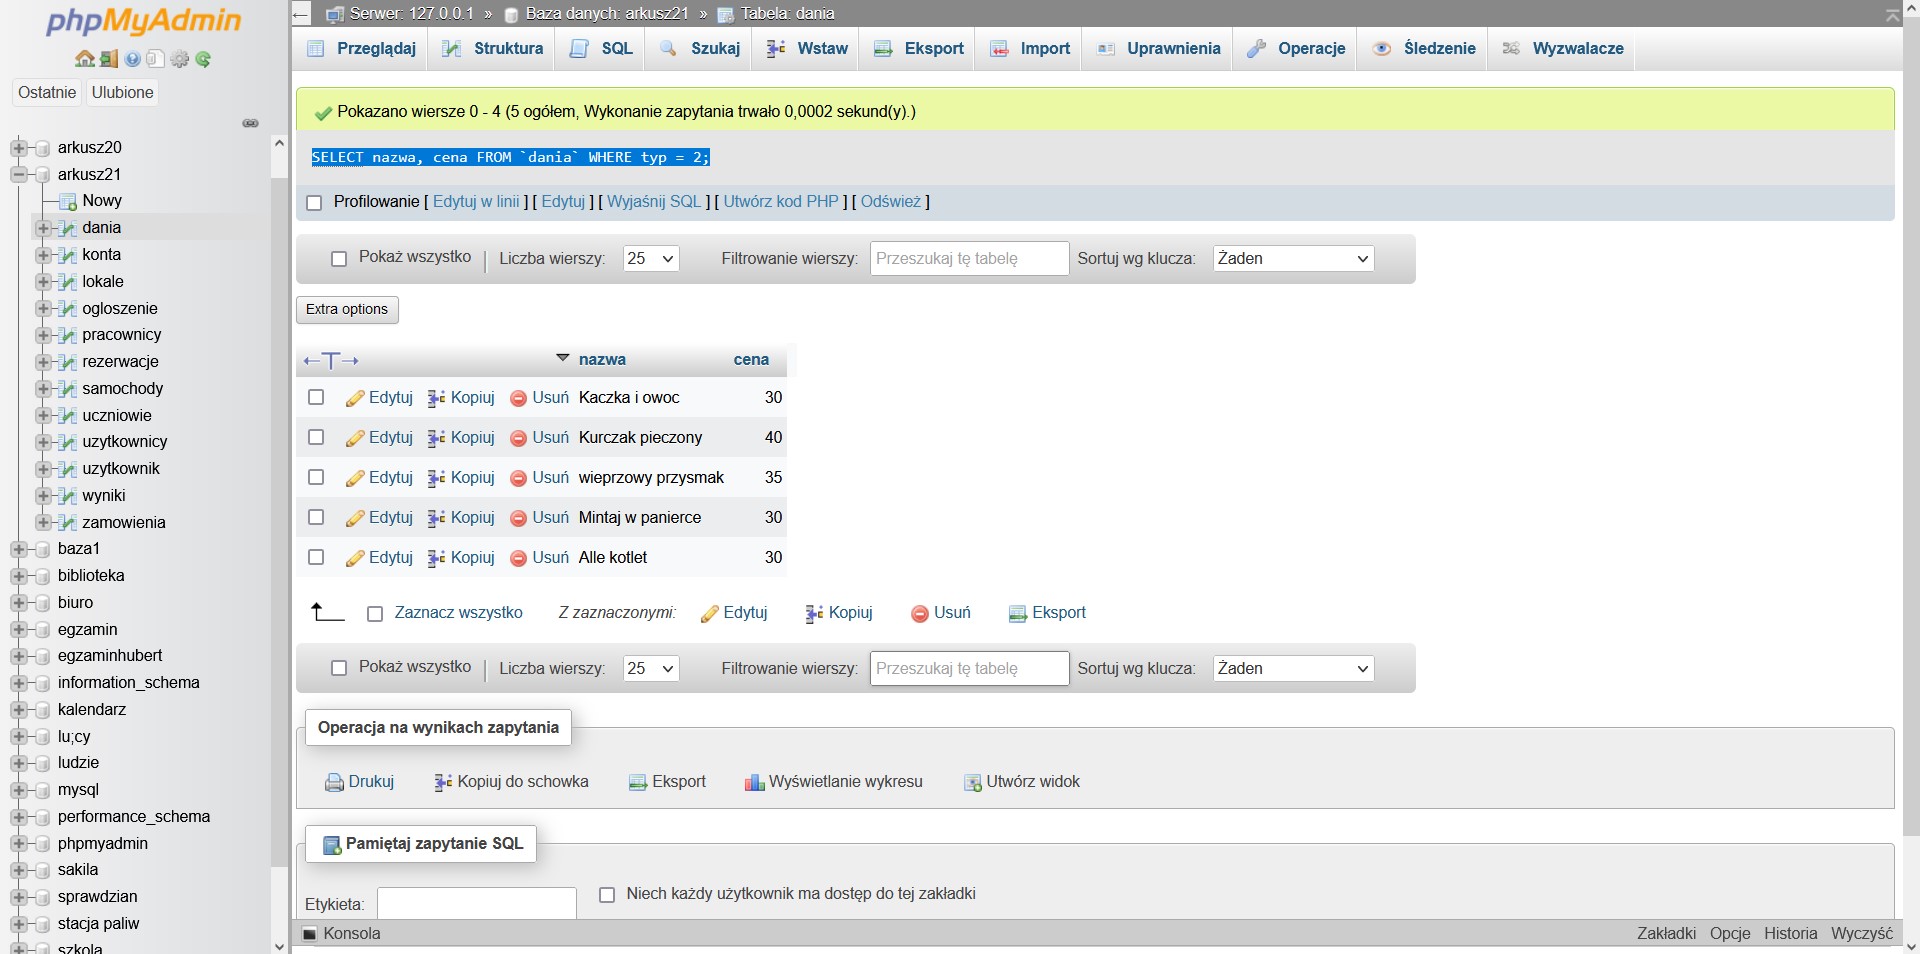 phpMyAdmin
Ostatnie Ulubione
arkusz20
arkusz21
Nowy
dania
konta
lokale
ogloszenie
pracownicy
rezerwacje
samochody
uczniowie
uzytkownicy
uzytkownik
wyniki
zamowienia
baza1
biblioteka
biuro
egzamin
egzaminhubert
information_schema
kalendarz
lu;cy
ludzie
mysql
performance_schema
phpmyadmin
sakila
sprawdzian
stacja paliw
szkola
Serwer: 127.0.0.1 » Baza danych: arkusz21 » Tabela: dania
Przeglądaj Struktura SQL Szukaj Wstaw Eksport Import Uprawnienia Operacje Śledzenie Wyzwalacze
Pokazano wiersze 0 - 4 (5 ogółem, Wykonanie zapytania trwało 0,0002 sekund(y).)
SELECT nazwa, cena FROM `dania` WHERE typ = 2;
Profilowanie [ Edytuj w linii ] [ Edytuj ] [ Wyjaśnij SQL ] [ Utwórz kod PHP ] [ Odśwież ]
Pokaż wszystko | Liczba wierszy: 25 Filtrowanie wierszy: Przeszukaj tę tabelę Sortuj wg klucza: Żaden
Extra options
←T→ nazwa cena
Edytuj Kopiuj Usuń Kaczka i owoc 30
Edytuj Kopiuj Usuń Kurczak pieczony 40
Edytuj Kopiuj Usuń wieprzowy przysmak 35
Edytuj Kopiuj Usuń Mintaj w panierce 30
Edytuj Kopiuj Usuń Alle kotlet 30
Zaznacz wszystko Z zaznaczonymi: Edytuj Kopiuj Usuń Eksport
Pokaż wszystko | Liczba wierszy: 25 Filtrowanie wierszy: Przeszukaj tę tabelę Sortuj wg klucza: Żaden
Operacja na wynikach zapytania
Drukuj Kopiuj do schowka Eksport Wyświetlanie wykresu Utwórz widok
Pamiętaj zapytanie SQL
Etykieta: Niech każdy użytkownik ma dostęp do tej zakładki
Konsola Zakładki Opcje Historia Wyczyść